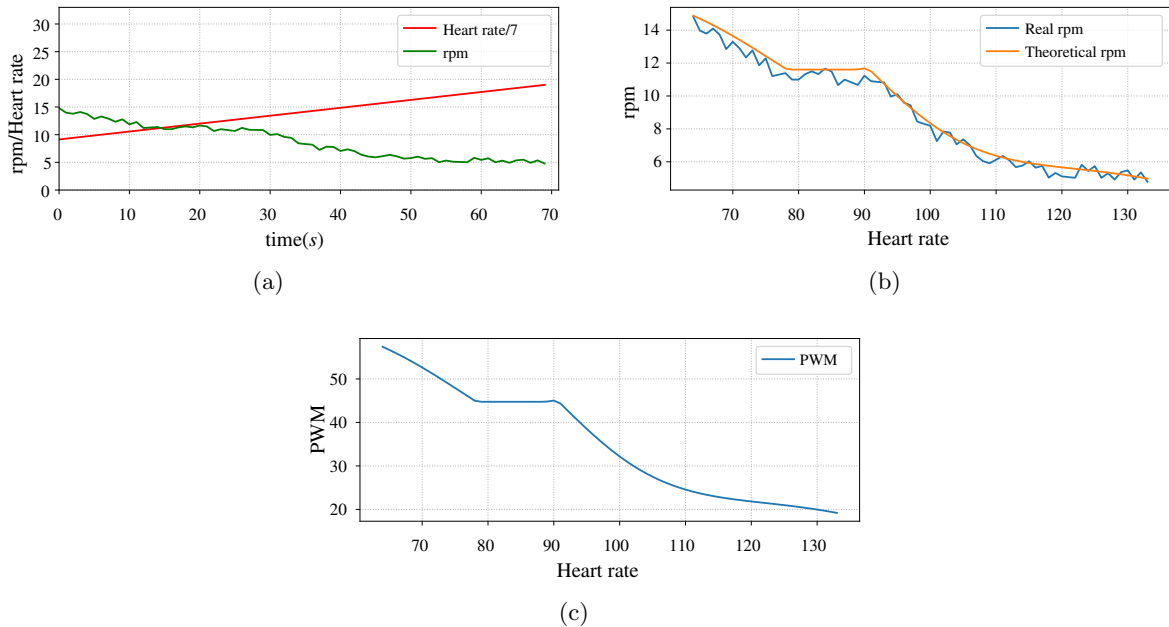 30
25
20
15
10
5
0
rpm/Heart rate
Heart rate/7
rpm
0 10 20 30 40 50 60 70
time(s)
(a)
14
12
10
8
6
rpm
Real rpm
Theoretical rpm
70 80 90 100 110 120 130
Heart rate
(b)
50
40
30
20
PWM
PWM
70 80 90 100 110 120 130
Heart rate
(c)